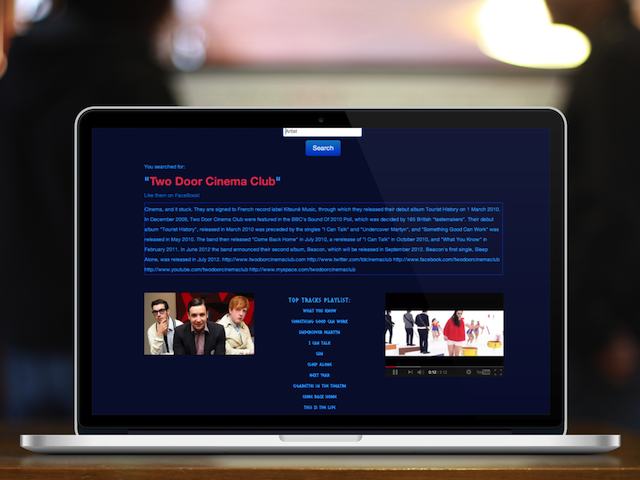 Artist
Search
You searched for:
"Two Door Cinema Club"
Like them on FaceBook!
Cinema, and it stuck. They are signed to French record label Kitsuné Music, through which they released their debut album Tourist History on 1 March 2010.
In December 2009, Two Door Cinema Club were featured in the BBC's Sound Of 2010 Poll, which was decided by 165 British "tastemakers". Their debut
album "Tourist History", released in March 2010 was preceded by the singles "I Can Talk" and "Undercover Martyn", and "Something Good Can Work" was
released in May 2010. The band then released "Come Back Home" in July 2010, a rerelease of "I Can Talk" in October 2010, and "What You Know" in
February 2011. In June 2012 the band announced their second album, Beacon, which will be released in September 2012. Beacon's first single, Sleep
Alone, was released in July 2012. http://www.twodoorcinemaclub.com http://www.twitter.com/tdcinemaclub http://www.facebook.com/twodoorcinemaclub
http://www.youtube.com/twodoorcinemaclub http://www.myspace.com/twodoorcinemaclub
TOP TRACKS PLAYLIST:
WHAT YOU KNOW
SOMETHING GOOD CAN WORK
UNDERCOVER MARTYN
I CAN TALK
SUN
SLEEP ALONE
NEXT YEAR
CIGARETTES IN THE THEATRE
COME BACK HOME
THIS IS THE LIFE
0:12 / 3:12
YouTube